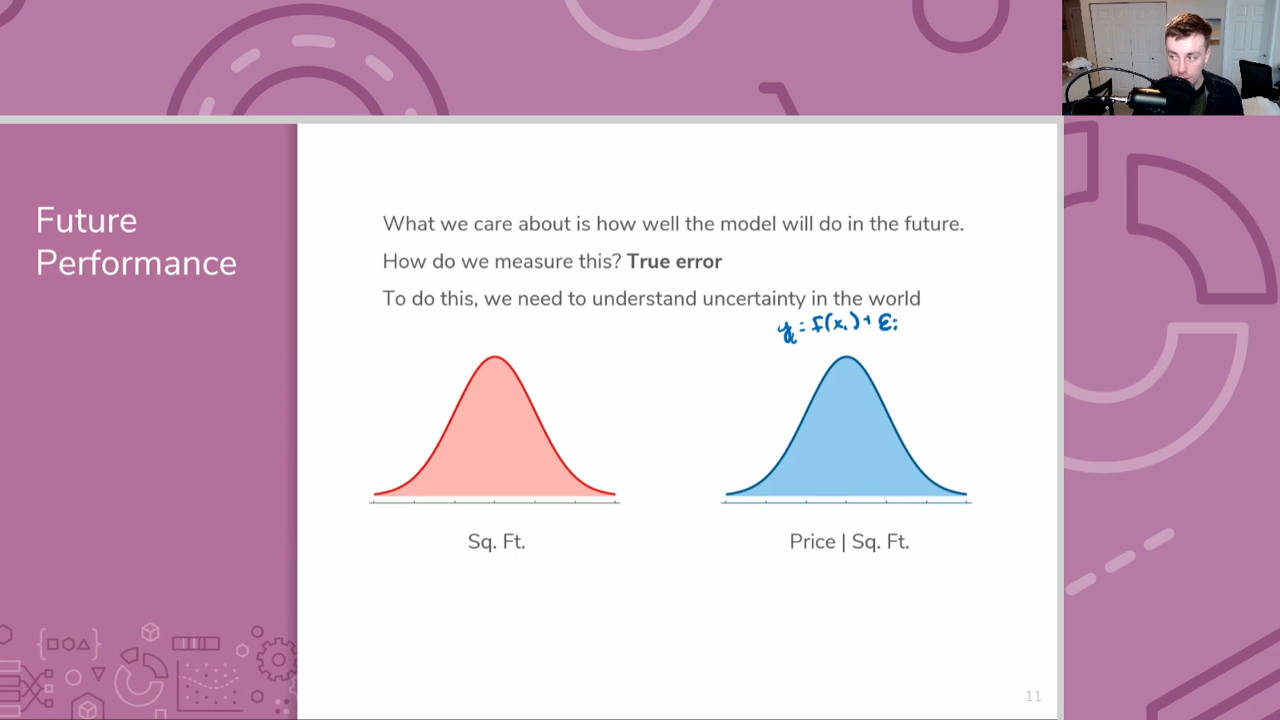 Future
Performance
What we care about is how well the model will do in the future.
How do we measure this? True error
To do this, we need to understand uncertainty in the world
yᵢ = f(xᵢ) + εᵢ
Sq. Ft.
Price | Sq. Ft.
11